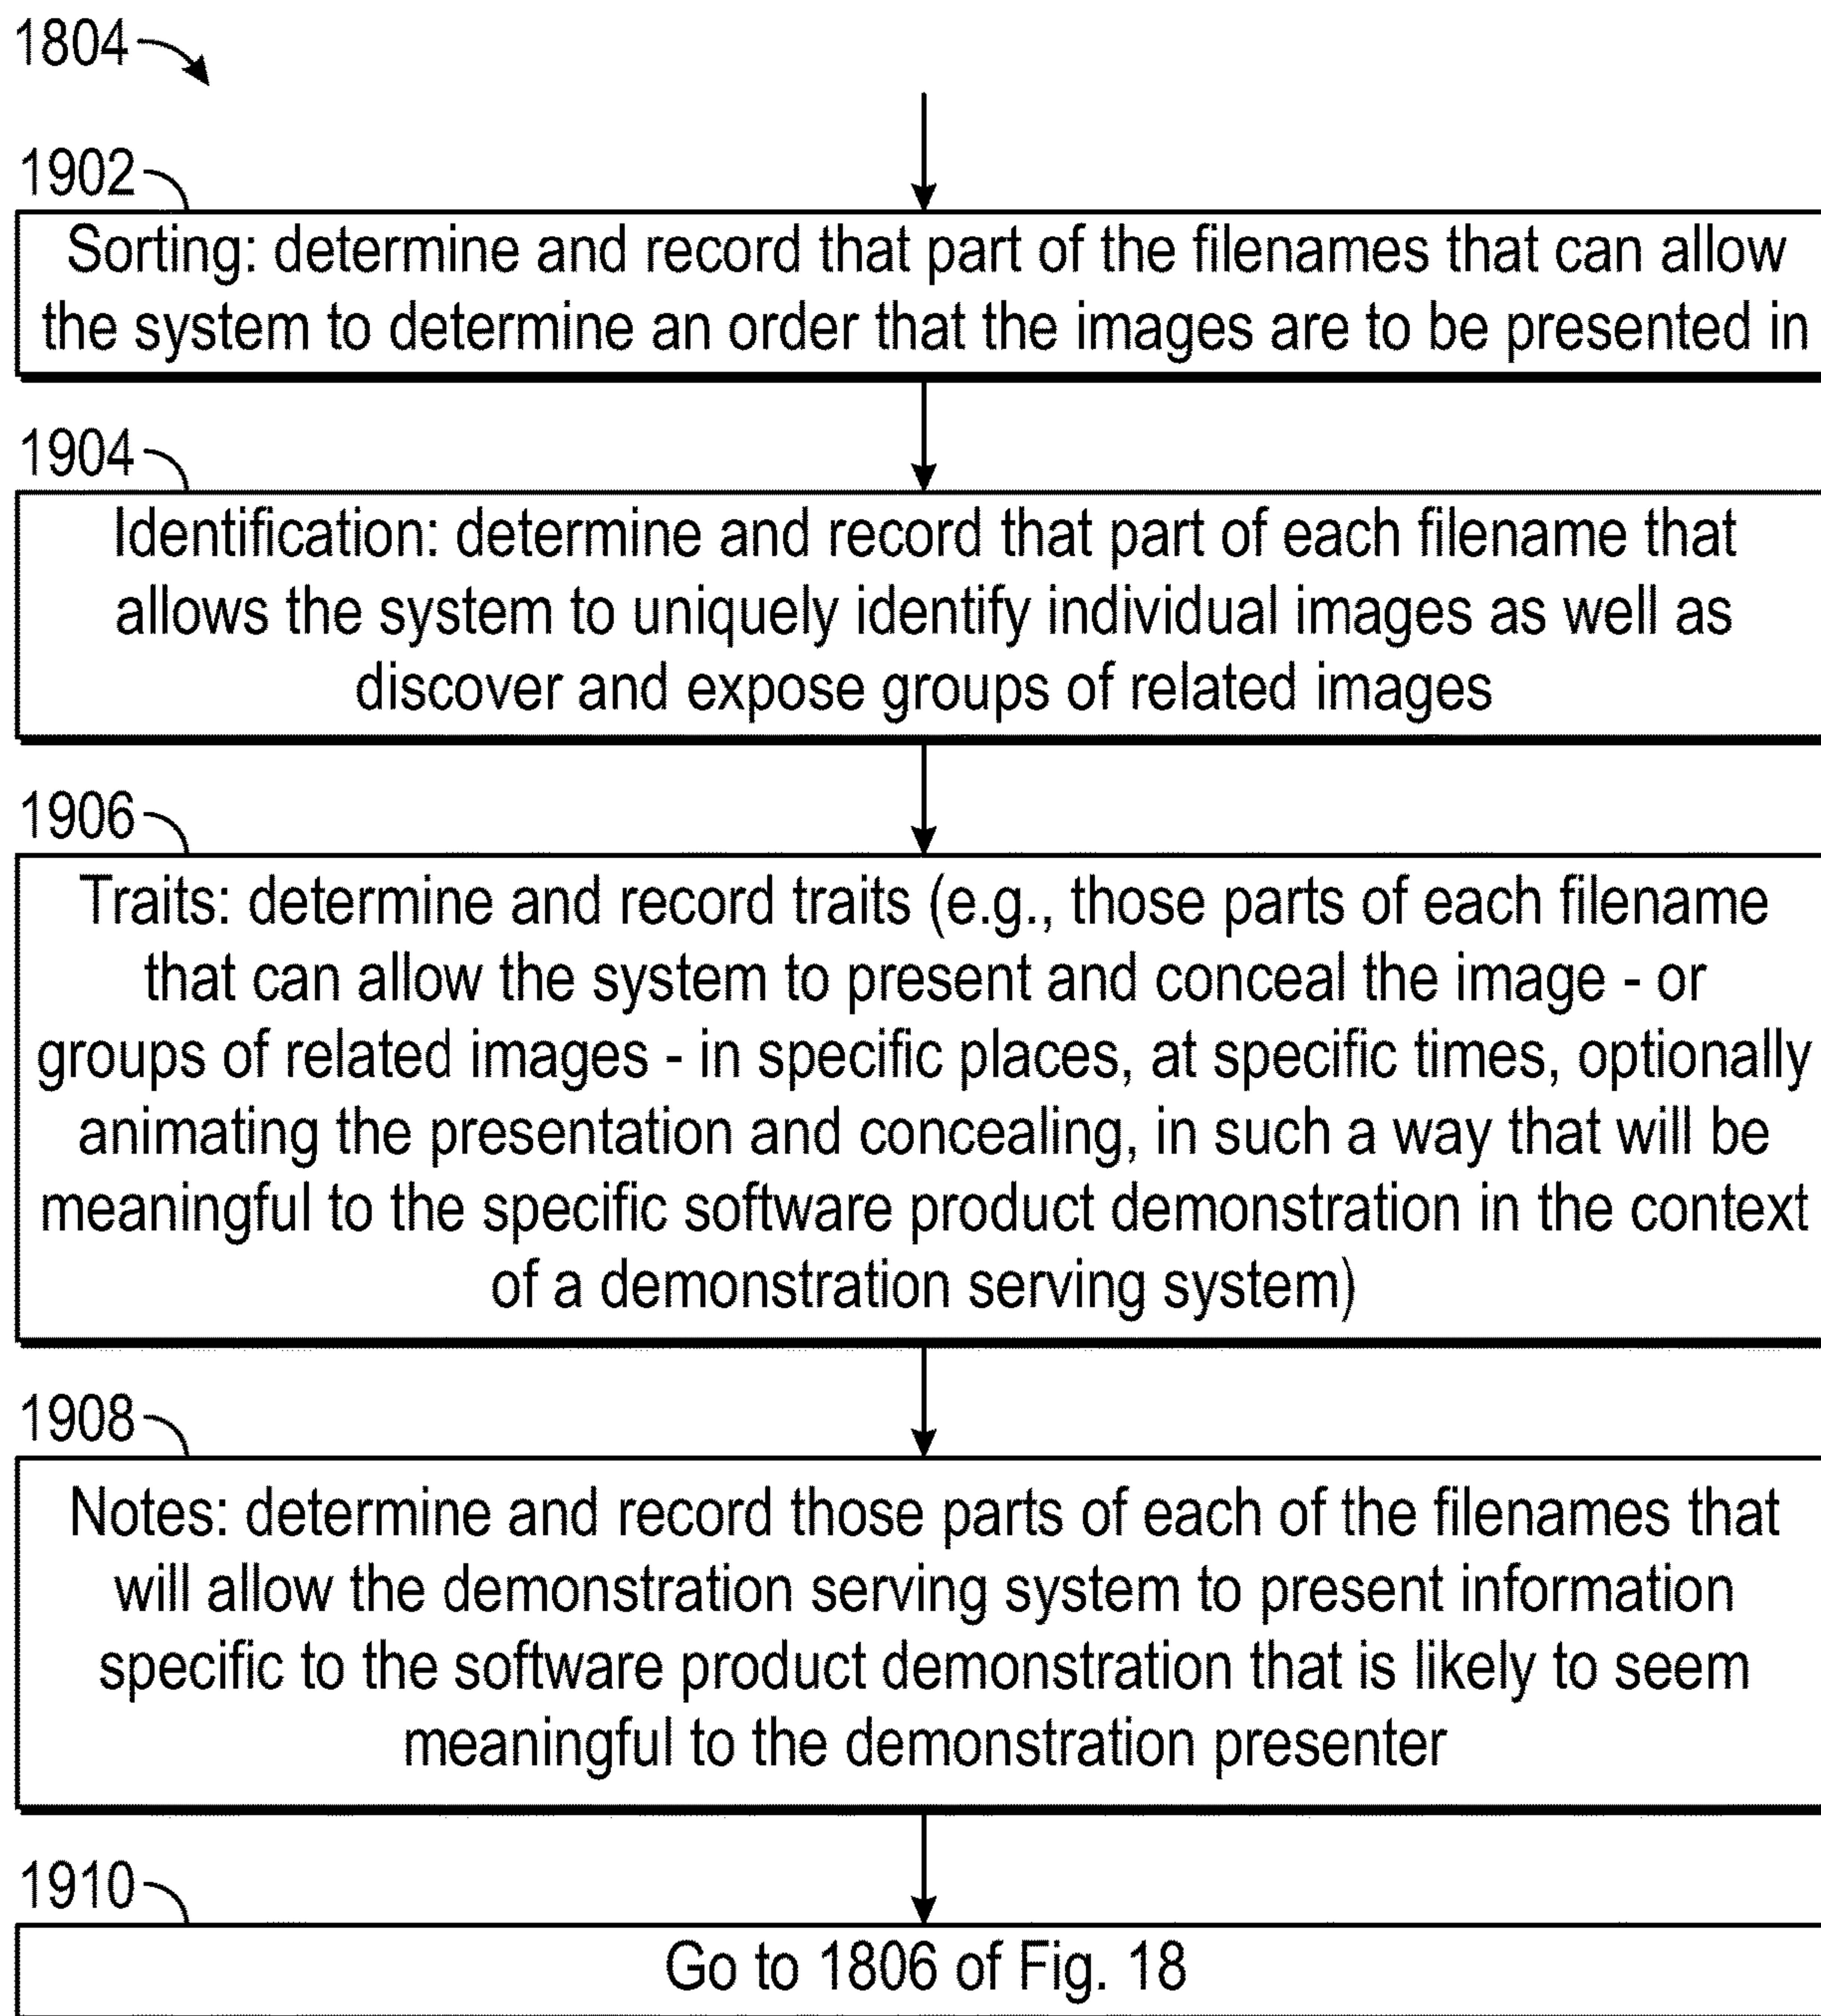 1804
1902
Sorting: determine and record that part of the filenames that can allow
the system to determine an order that the images are to be presented in
1904
Identification: determine and record that part of each filename that
allows the system to uniquely identify individual images as well as
discover and expose groups of related images
1906
Traits: determine and record traits (e.g., those parts of each filename
that can allow the system to present and conceal the image - or
groups of related images - in specific places, at specific times, optionally
animating the presentation and concealing, in such a way that will be
meaningful to the specific software product demonstration in the context
of a demonstration serving system)
1908
Notes: determine and record those parts of each of the filenames that
will allow the demonstration serving system to present information
specific to the software product demonstration that is likely to seem
meaningful to the demonstration presenter
1910
Go to 1806 of Fig. 18